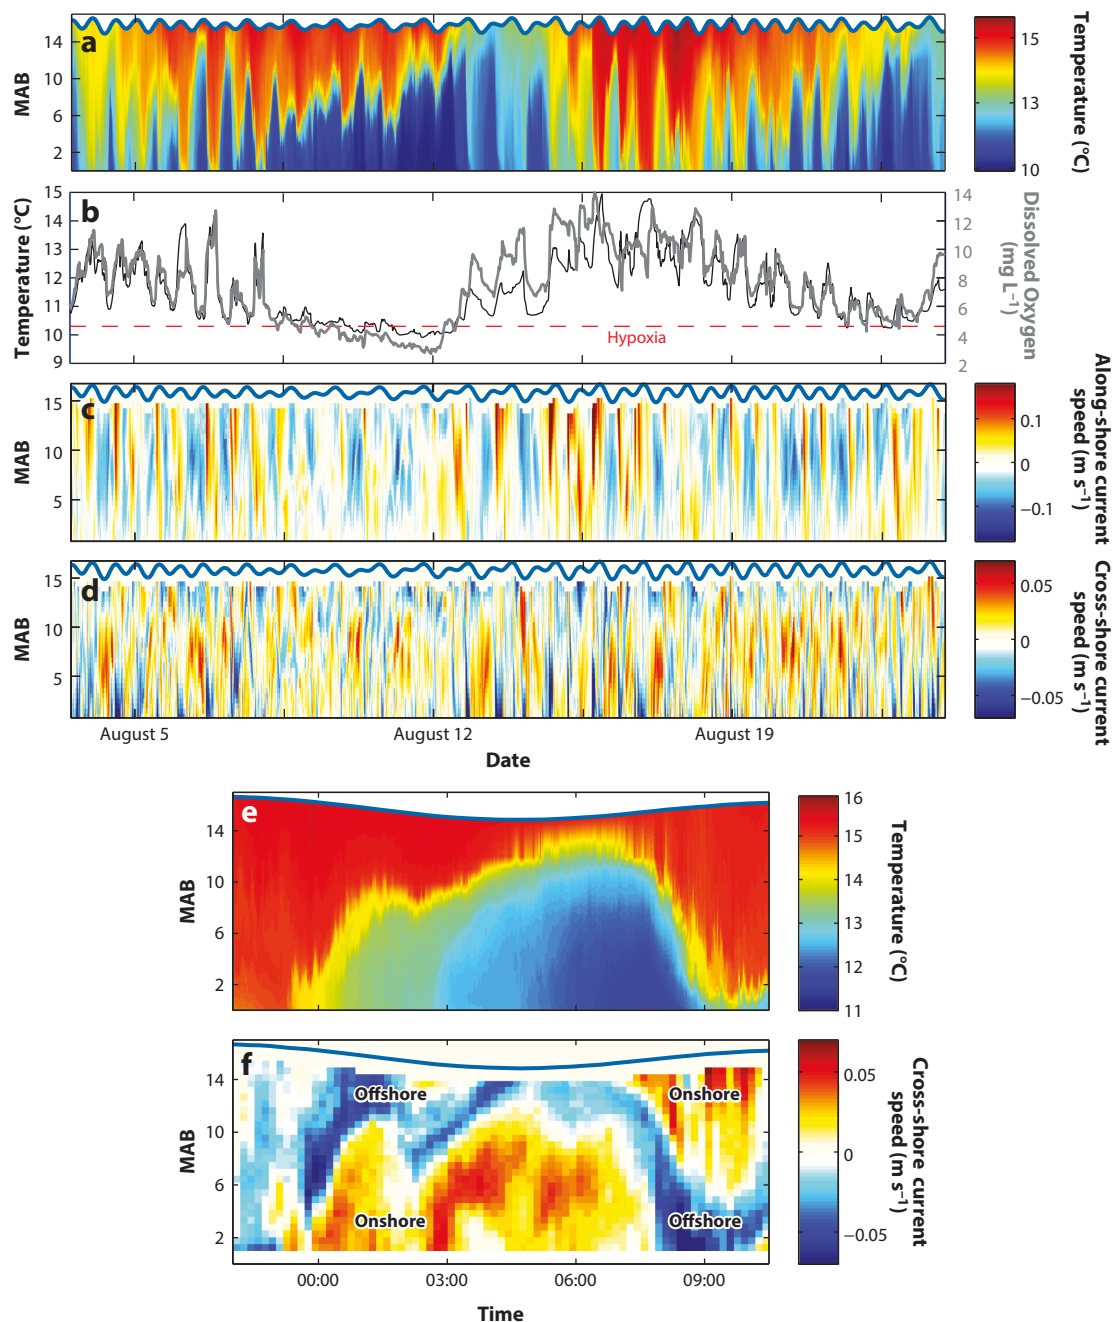 a
MAB
14
10
6
2
15
13
10
Temperature (°C)
b
Temperature (°C)
15
14
13
12
11
10
9
Hypoxia
14
12
10
8
6
4
2
Dissolved Oxygen
(mg L⁻¹)
c
MAB
15
10
5
0.1
0
−0.1
Along-shore current
speed (m s⁻¹)
d
MAB
15
10
5
0.05
0
−0.05
Cross-shore current
speed (m s⁻¹)
August 5
August 12
August 19
Date
e
MAB
14
10
6
2
16
15
14
13
12
11
Temperature (°C)
f
MAB
14
10
6
2
Offshore
Onshore
Onshore
Offshore
0.05
0
−0.05
Cross-shore current
speed (m s⁻¹)
00:00
03:00
06:00
09:00
Time